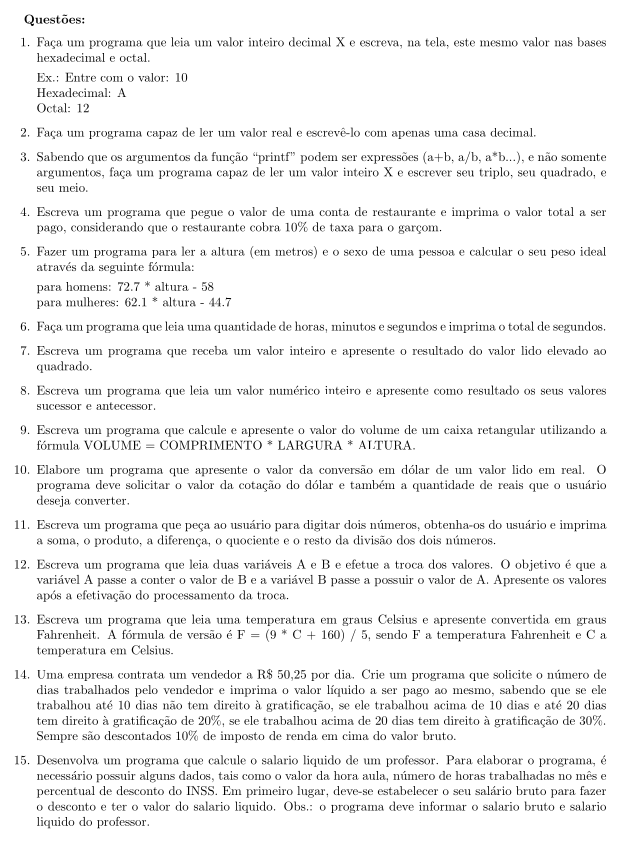 Questões:
1. Faça um programa que leia um valor inteiro decimal X e escreva, na tela, este mesmo valor nas bases
hexadecimal e octal.
Ex.: Entre com o valor: 10
Hexadecimal: A
Octal: 12
2. Faça um programa capaz de ler um valor real e escrevê-lo com apenas uma casa decimal.
3. Sabendo que os argumentos da função “printf” podem ser expressões (a+b, a/b, a*b...), e não somente
argumentos, faça um programa capaz de ler um valor inteiro X e escrever seu triplo, seu quadrado, e
seu meio.
4. Escreva um programa que pegue o valor de uma conta de restaurante e imprima o valor total a ser
pago, considerando que o restaurante cobra 10% de taxa para o garçom.
5. Fazer um programa para ler a altura (em metros) e o sexo de uma pessoa e calcular o seu peso ideal
através da seguinte fórmula:
para homens: 72.7 * altura - 58
para mulheres: 62.1 * altura - 44.7
6. Faça um programa que leia uma quantidade de horas, minutos e segundos e imprima o total de segundos.
7. Escreva um programa que receba um valor inteiro e apresente o resultado do valor lido elevado ao
quadrado.
8. Escreva um programa que leia um valor numérico inteiro e apresente como resultado os seus valores
sucessor e antecessor.
9. Escreva um programa que calcule e apresente o valor do volume de um caixa retangular utilizando a
fórmula VOLUME = COMPRIMENTO * LARGURA * ALTURA.
10. Elabore um programa que apresente o valor da conversão em dólar de um valor lido em real. O
programa deve solicitar o valor da cotação do dólar e também a quantidade de reais que o usuário
deseja converter.
11. Escreva um programa que peça ao usuário para digitar dois números, obtenha-os do usuário e imprima
a soma, o produto, a diferença, o quociente e o resto da divisão dos dois números.
12. Escreva um programa que leia duas variáveis A e B e efetue a troca dos valores. O objetivo é que a
variável A passe a conter o valor de B e a variável B passe a possuir o valor de A. Apresente os valores
após a efetivação do processamento da troca.
13. Escreva um programa que leia uma temperatura em graus Celsius e apresente convertida em graus
Fahrenheit. A fórmula de versão é F = (9 * C + 160) / 5, sendo F a temperatura Fahrenheit e C a
temperatura em Celsius.
14. Uma empresa contrata um vendedor a R$ 50,25 por dia. Crie um programa que solicite o número de
dias trabalhados pelo vendedor e imprima o valor líquido a ser pago ao mesmo, sabendo que se ele
trabalhou até 10 dias não tem direito à gratificação, se ele trabalhou acima de 10 dias e até 20 dias
tem direito à gratificação de 20%, se ele trabalhou acima de 20 dias tem direito à gratificação de 30%.
Sempre são descontados 10% de imposto de renda em cima do valor bruto.
15. Desenvolva um programa que calcule o salario liquido de um professor. Para elaborar o programa, é
necessário possuir alguns dados, tais como o valor da hora aula, número de horas trabalhadas no mês e
percentual de desconto do INSS. Em primeiro lugar, deve-se estabelecer o seu salário bruto para fazer
o desconto e ter o valor do salario liquido. Obs.: o programa deve informar o salario bruto e salario
liquido do professor.